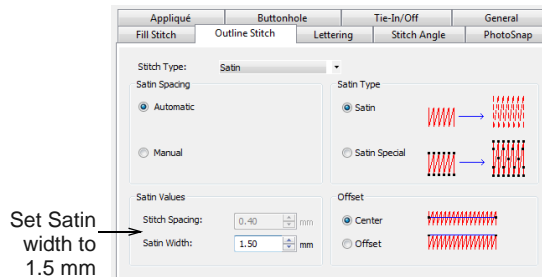 Appliqué Buttonhole Tie-In/Off General
Fill Stitch Outline Stitch Lettering Stitch Angle PhotoSnap
Stitch Type: Satin
Satin Spacing
Automatic
Manual
Satin Type
Satin
Satin Special
Satin Values
Stitch Spacing: 0.40 mm
Satin Width: 1.50 mm
Offset
Center
Offset
Set Satin
width to
1.5 mm